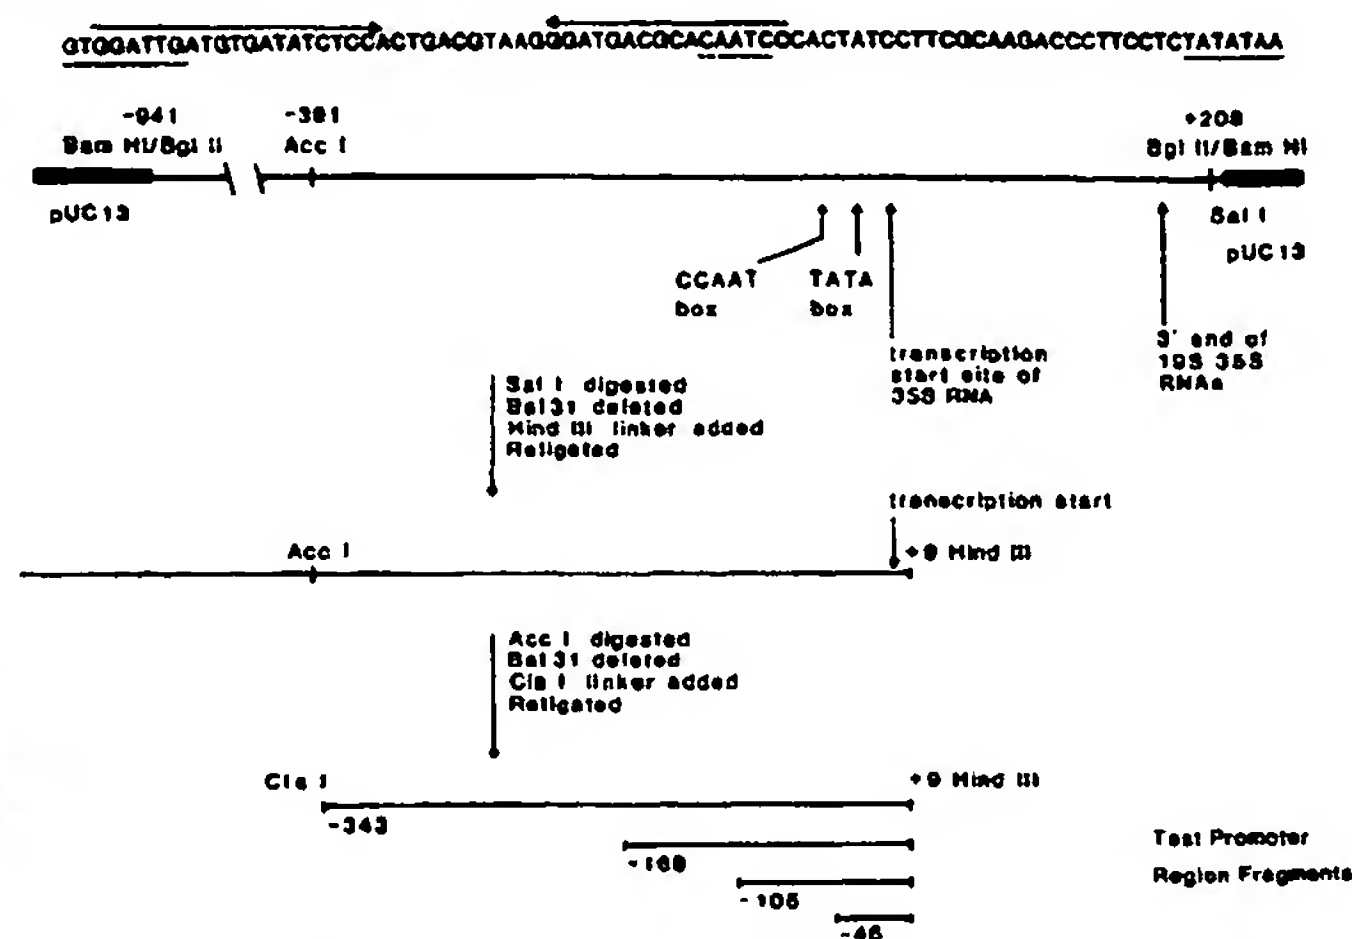 GTGGATTGATGTGATATCTCCACTGACGTAAGGGATGACGCACAATCCCACTATCCTTCGCAAGACCCTTCCTCTATATAA
-941
-391
+208
Bam HI/Bgl II
Acc I
Bgl II/Bam HI
pUC13
Sal I
pUC13
CCAAT
box
TATA
box
transcription
start site of
35S RNA
3' end of
19S 35S
RNAs
Sal I digested
Bal31 deleted
Hind III linker added
Religated
transcription start
Acc I
+9 Hind III
Acc I digested
Bal31 deleted
Cla I linker added
Religated
Cla I
+9 Hind III
-343
-168
Test Promoter
Region Fragments
-105
-46